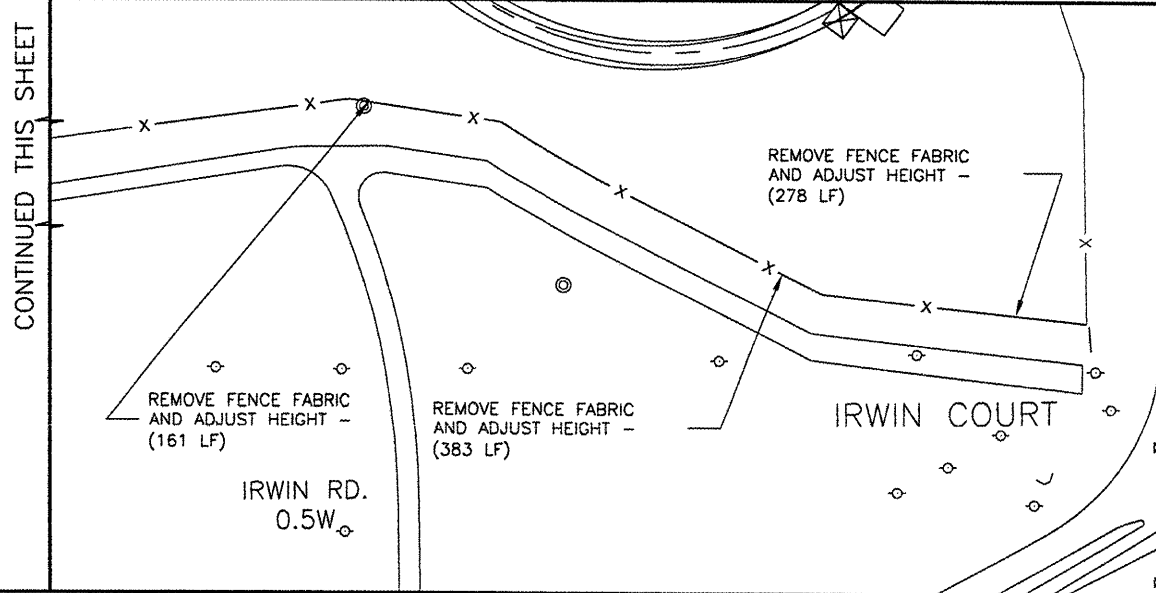 CONTINUED THIS SHEET
REMOVE FENCE FABRIC
AND ADJUST HEIGHT –
(278 LF)
REMOVE FENCE FABRIC
AND ADJUST HEIGHT –
(161 LF)
REMOVE FENCE FABRIC
AND ADJUST HEIGHT –
(383 LF)
IRWIN COURT
IRWIN RD.
0.5W